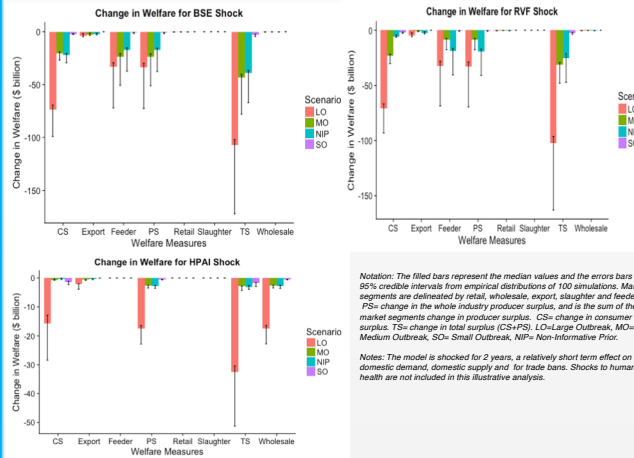 Change in Welfare for BSE Shock
Change in Welfare ($ billion)
0
-50
-100
-150
CS Export Feeder PS Retail Slaughter TS Wholesale
Welfare Measures
Scenario
LO
MO
NIP
SO
Change in Welfare for RVF Shock
Change in Welfare ($ billion)
0
-50
-100
-150
CS Export Feeder PS Retail Slaughter TS Wholesale
Welfare Measures
Change in Welfare for HPAI Shock
Change in Welfare ($ billion)
0
-10
-20
-30
-40
-50
CS Export Feeder PS Retail Slaughter TS Wholesale
Welfare Measures
Scenario
LO
MO
NIP
SO
Notation: The filled bars represent the median values and the errors bars
95% credible intervals from empirical distributions of 100 simulations.
segments are delineated by retail, wholesale, export, slaughter and
PS= change in the whole industry producer surplus, and is the sum of the
market segments change in producer surplus. CS= change in consumer
surplus. TS= change in total surplus (CS+PS). LO=Large Outbreak, MO=
Medium Outbreak, SO= Small Outbreak, NIP= Non-Informative Prior.
Notes: The model is shocked for 2 years, a relatively short term effect on
domestic demand, domestic supply and for trade bans. Shocks to human
health are not included in this illustrative analysis.